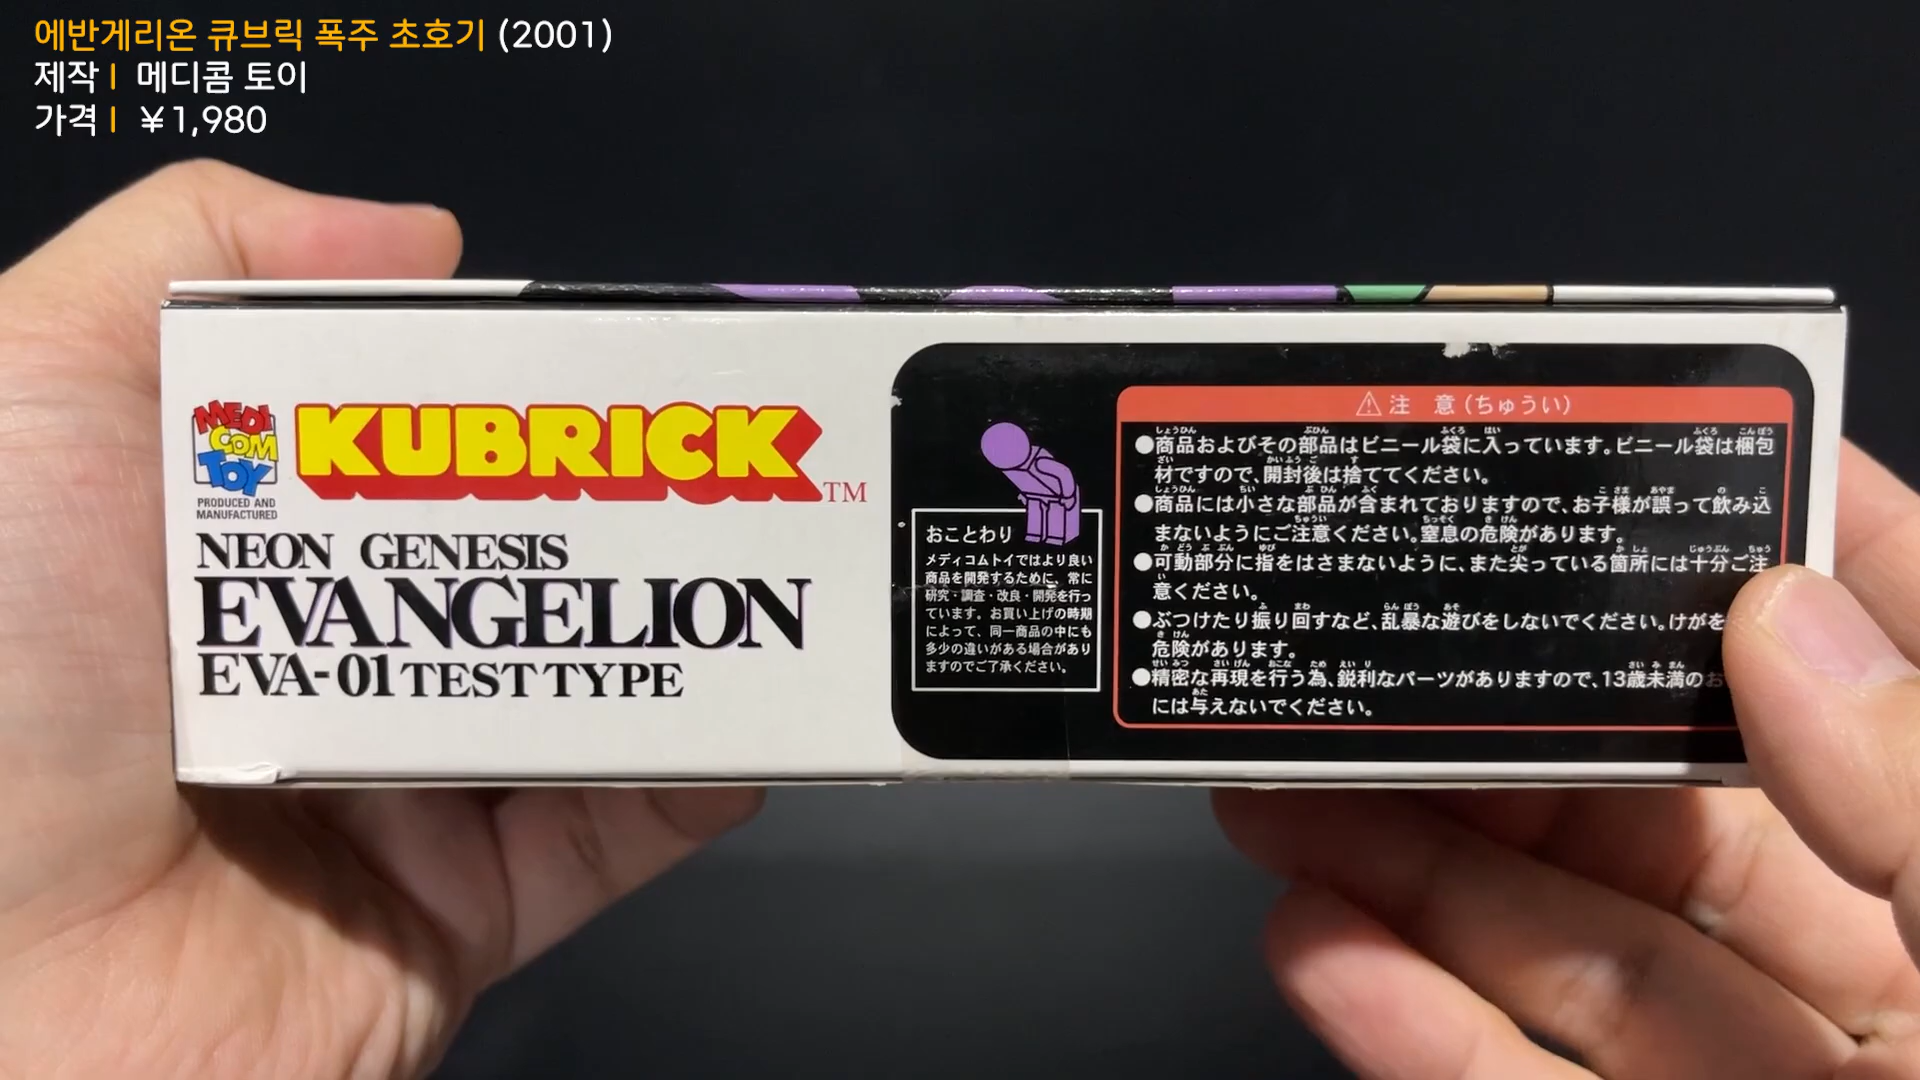 에반게리온 큐브릭 폭주 초호기 (2001)
제작 | 메디콤 토이
가격 | ￥1,980
MEDI
COM
TOY
PRODUCED AND
MANUFACTURED
KUBRICK
TM
NEON GENESIS
EVANGELION
EVA-01 TEST TYPE
おことわり
メディコムトイではより良い
商品を開発するために、常に
研究・調査・改良・開発を行っ
ています。お買い上げの時期
によって、同一商品の中にも
多少の違いがある場合があり
ますのでご了承ください。
⚠注 意(ちゅうい)
●商品およびその部品はビニール袋に入っています。ビニール袋は梱包
材ですので、開封後は捨ててください。
●商品には小さな部品が含まれておりますので、お子様が誤って飲み込
まないようにご注意ください。窒息の危険があります。
●可動部分に指をはさまないように、また尖っている箇所には十分ご注
意ください。
●ぶつけたり振り回すなど、乱暴な遊びをしないでください。けがを
危険があります。
●精密な再現を行う為、鋭利なパーツがありますので、13歳未満のお
には与えないでください。